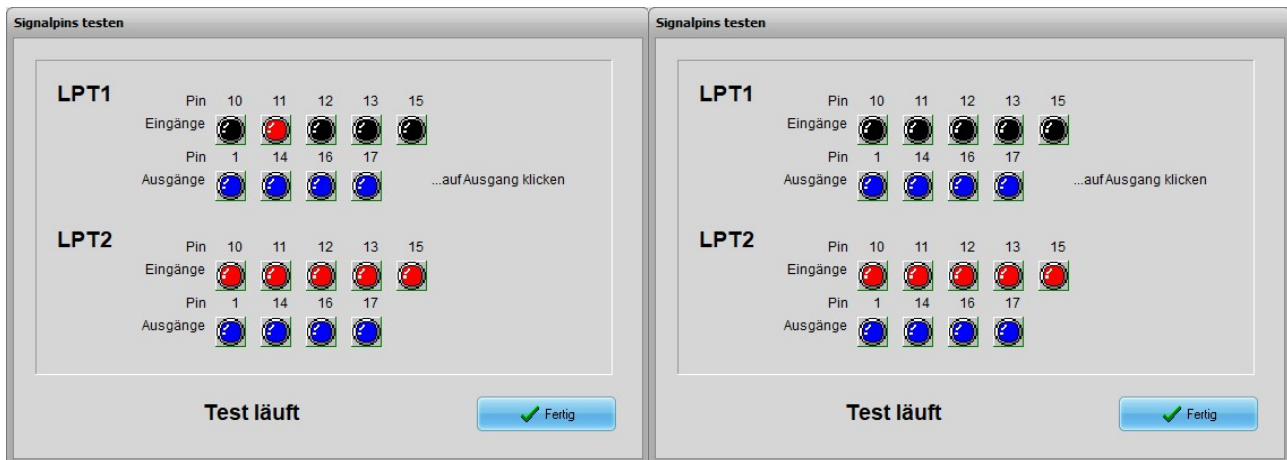 Signalpins testen
LPT1
Pin 10 11 12 13 15
Eingänge
Pin 1 14 16 17
Ausgänge ...auf Ausgang klicken
LPT2
Pin 10 11 12 13 15
Eingänge
Pin 1 14 16 17
Ausgänge
Test läuft
Fertig
Signalpins testen
LPT1
Pin 10 11 12 13 15
Eingänge
Pin 1 14 16 17
Ausgänge ...auf Ausgang klicken
LPT2
Pin 10 11 12 13 15
Eingänge
Pin 1 14 16 17
Ausgänge
Test läuft
Fertig